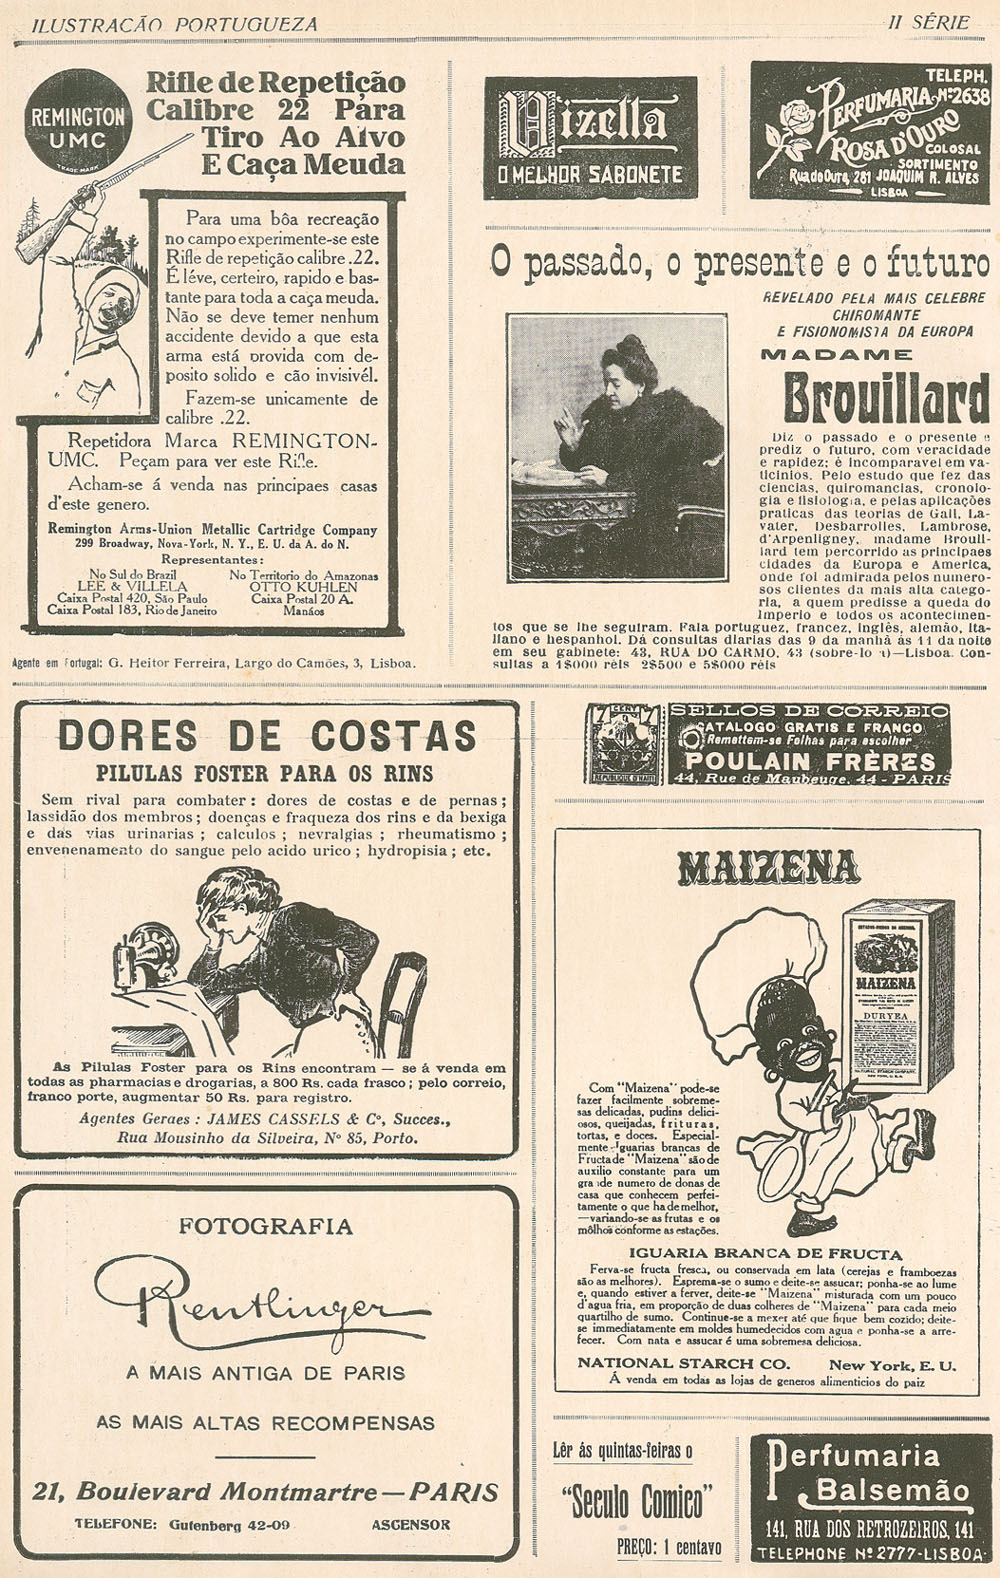 ILUSTRAÇÃO PORTUGUEZA
II SÉRIE
REMINGTON
UMC
TRADE MARK
Rifle de Repetição
Calibre 22 Para
Tiro Ao Alvo
E Caça Meuda
Para uma bôa recreação
no campo experimente-se este
Rifle de repetição calibre .22.
É léve, certeiro, rapido e bas-
tante para toda a caça meuda.
Não se deve temer nenhum
accidente devido a que esta
arma está provida com de-
posito solido e cão invisivél.
Fazem-se unicamente de
calibre .22.
Repetidora Marca REMINGTON-
UMC. Peçam para ver este Rifle.
Acham-se á venda nas principaes casas
d'este genero.
Remington Arms-Union Metallic Cartridge Company
299 Broadway, Nova-York, N. Y., E. U. da A. do N.
Representantes:
No Sul do Brazil
LEE & VILLELA
Caixa Postal 420, São Paulo
Caixa Postal 183, Rio de Janeiro
No Territorio do Amazonas
OTTO KUHLEN
Caixa Postal 20 A.
Manáos
Agente em Portugal: G. Heitor Ferreira, Largo do Camões, 3, Lisboa.
Wizella
O MELHOR SABONETE
TELEPH.
Nº 2638
PERFUMARIA
ROSA D'OURO
COLOSAL
SORTIMENTO
Rua do Ouro, 281 JOAQUIM R. ALVES
LISBOA
O passado, o presente e o futuro
REVELADO PELA MAIS CELEBRE
CHIROMANTE
E FISIONOMISTA DA EUROPA
MADAME
Brouillard
Diz o passado e o presente e
prediz o futuro, com veracidade
e rapidez; é incomparavel em va-
ticinios. Pelo estudo que fez das
ciencias, quiromancias, cronolo-
gia e fisiologia, e pelas aplicações
praticas das teorias de Gall, La-
vater, Desbarrolles, Lambrose,
d'Arpenligney, madame Brouil-
lard tem percorrido as principaes
cidades da Europa e America,
onde foi admirada pelos numero-
sos clientes da mais alta catego-
ria, a quem predisse a queda do
imperio e todos os acontecimen-
tos que se lhe seguiram. Fala portuguez, francez, inglês, alemão, ita-
liano e hespanhol. Dá consultas diarias das 9 da manhã ás 11 da noite
em seu gabinete: 43, RUA DO CARMO, 43 (sobre-loja)—Lisboa. Con-
sultas a 1$000 réis 2$500 e 5$000 réis
DORES DE COSTAS
PILULAS FOSTER PARA OS RINS
Sem rival para combater: dores de costas e de pernas;
lassidão dos membros; doenças e fraqueza dos rins e da bexiga
e das vias urinarias; calculos; nevralgias; rheumatismo;
envenenamento do sangue pelo acido urico; hydropisia; etc.
As Pilulas Foster para os Rins encontram—se á venda em
todas as pharmacias e drogarias, a 800 Rs. cada frasco; pelo correio,
franco porte, augmentar 50 Rs. para registro.
Agentes Geraes: JAMES CASSELS & Cº, Succes.,
Rua Mousinho da Silveira, Nº 85, Porto.
7 CENT 7
REPUBLIQUE D'HAITI
SELLOS DE CORREIO
CATALOGO GRATIS E FRANCO
Remettem-se Folhas para escolher
POULAIN FRÈRES
44, Rue de Maubeuge, 44 - PARIS
MAIZENA
MAIZENA
DURYEA
Com "Maizena" pode-se
fazer facilmente sobreme-
sas delicadas, pudins delici-
osos, queijadas, frituras,
tortas, e doces. Especial-
mente Iguarias brancas de
Fructa de "Maizena" são de
auxilio constante para um
grande numero de donas de
casa que conhecem perfei-
tamente o que ha de melhor,
—variando-se as frutas e os
môlhos conforme as estações.
IGUARIA BRANCA DE FRUCTA
Ferva-se fructa fresca, ou conservada em lata (cerejas e framboezas
são as melhores). Esprema-se o sumo e deite-se assucar; ponha-se ao lume
e, quando estiver a ferver, deite-se "Maizena" misturada com um pouco
d'agua fria, em proporção de duas colheres de "Maizena" para cada meio
quartilho de sumo. Continue-se a mexer até que fique bem cozido; deite-
se immediatamente em moldes humedecidos com agua e ponha-se a arre-
fecer. Com nata e assucar é uma sobremesa deliciosa.
NATIONAL STARCH CO. New York, E. U.
Á venda em todas as lojas de generos alimenticios do paiz
FOTOGRAFIA
Reutlinger
A MAIS ANTIGA DE PARIS
AS MAIS ALTAS RECOMPENSAS
21, Boulevard Montmartre—PARIS
TELEFONE: Gutenberg 42-09 ASCENSOR
Lêr ás quintas-feiras o
"Seculo Comico"
PREÇO: 1 centavo
Perfumaria
Balsemão
141, RUA DOS RETROZEIROS, 141
TELEPHONE Nº 2777-LISBOA